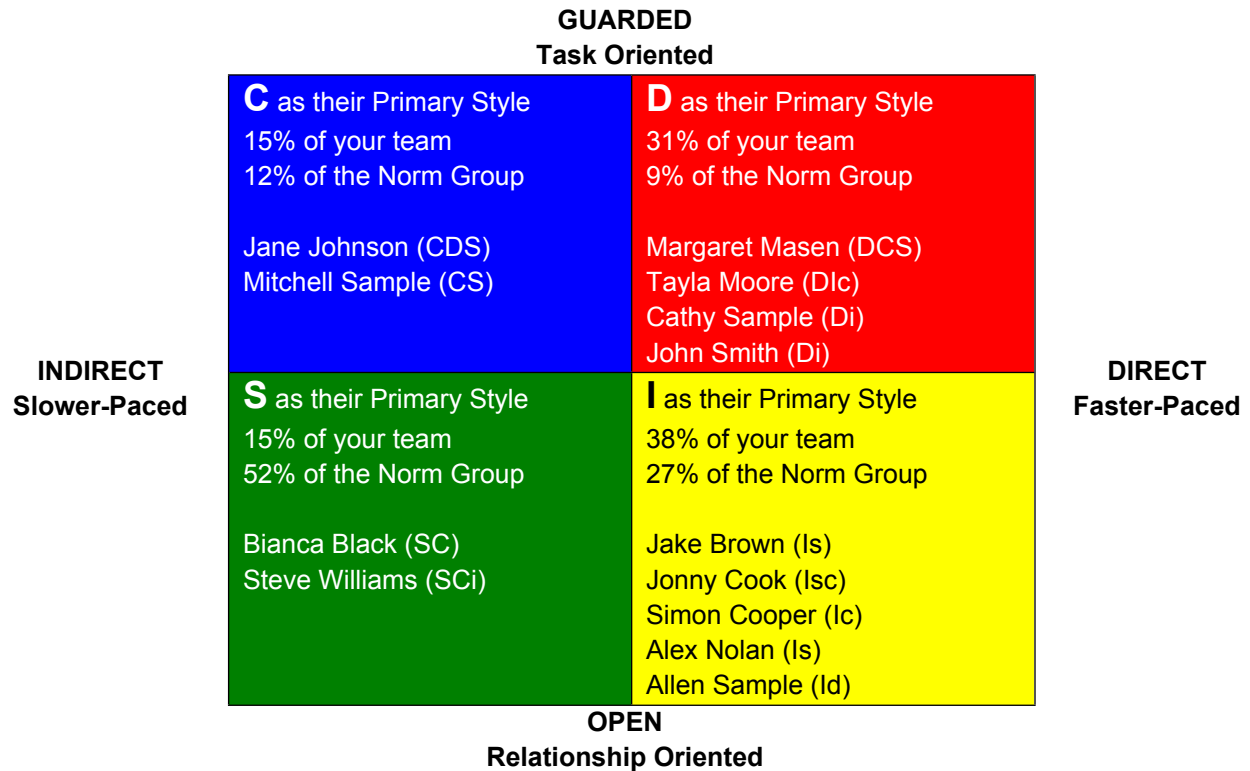 GUARDED
Task Oriented
C as their Primary Style
15% of your team
12% of the Norm Group
Jane Johnson (CDS)
Mitchell Sample (CS)
D as their Primary Style
31% of your team
9% of the Norm Group
Margaret Masen (DCS)
Tayla Moore (DIc)
Cathy Sample (Di)
John Smith (Di)
INDIRECT
Slower-Paced
DIRECT
Faster-Paced
S as their Primary Style
15% of your team
52% of the Norm Group
Bianca Black (SC)
Steve Williams (SCi)
I as their Primary Style
38% of your team
27% of the Norm Group
Jake Brown (Is)
Jonny Cook (Isc)
Simon Cooper (Ic)
Alex Nolan (Is)
Allen Sample (Id)
OPEN
Relationship Oriented